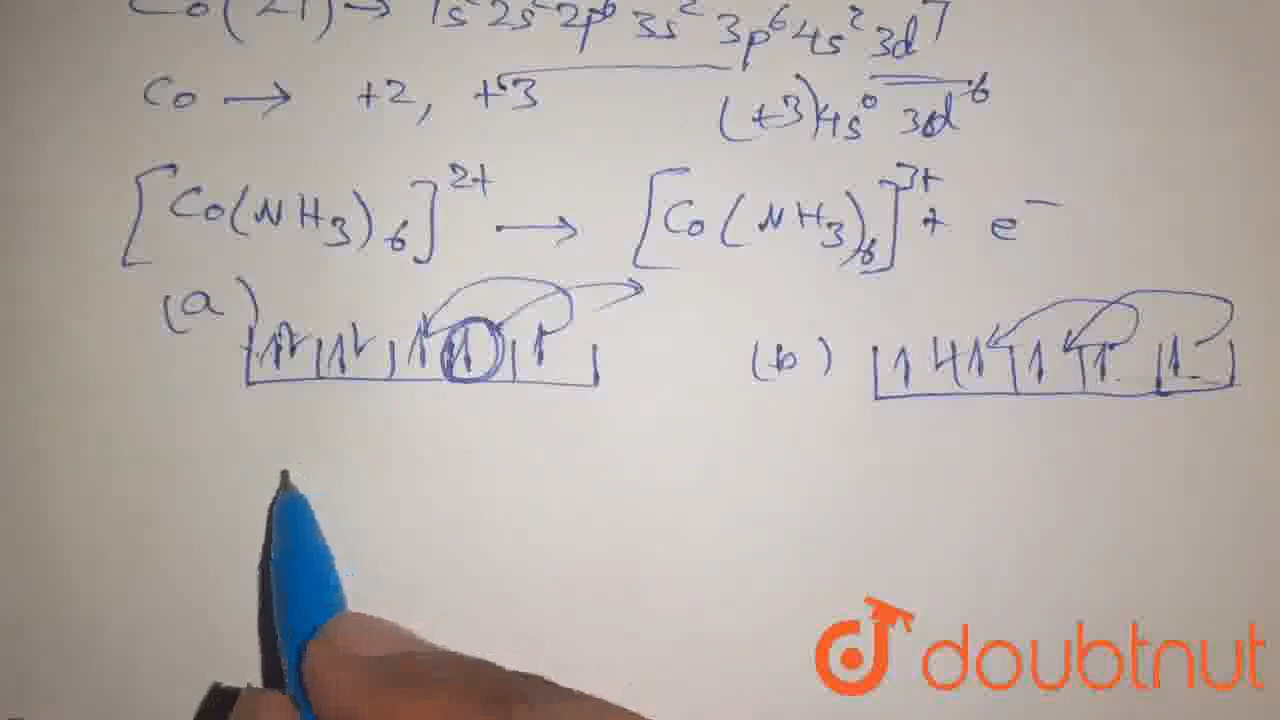 Co(27) → 1s² 2s² 2p⁶ 3s² 3p⁶ 4s² 3d⁷
Co → +2, +3 (+3) 4s⁰ 3d⁶
[Co(NH₃)₆]²⁺ → [Co(NH₃)₆]³⁺ + e⁻
(a) (b)
doubtnut